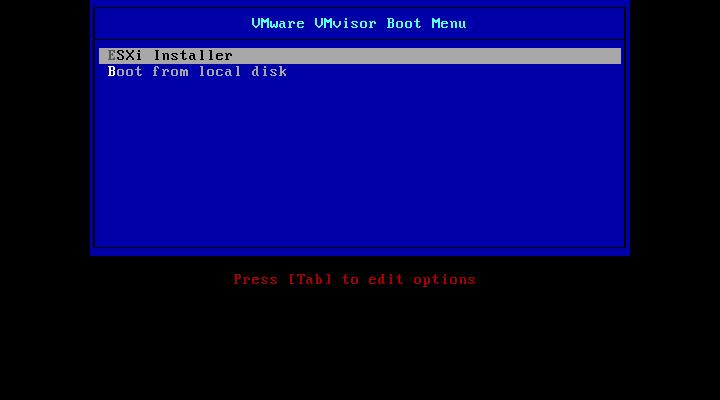 VMware VMvisor Boot Menu
ESXi Installer
Boot from local disk
Press [Tab] to edit options